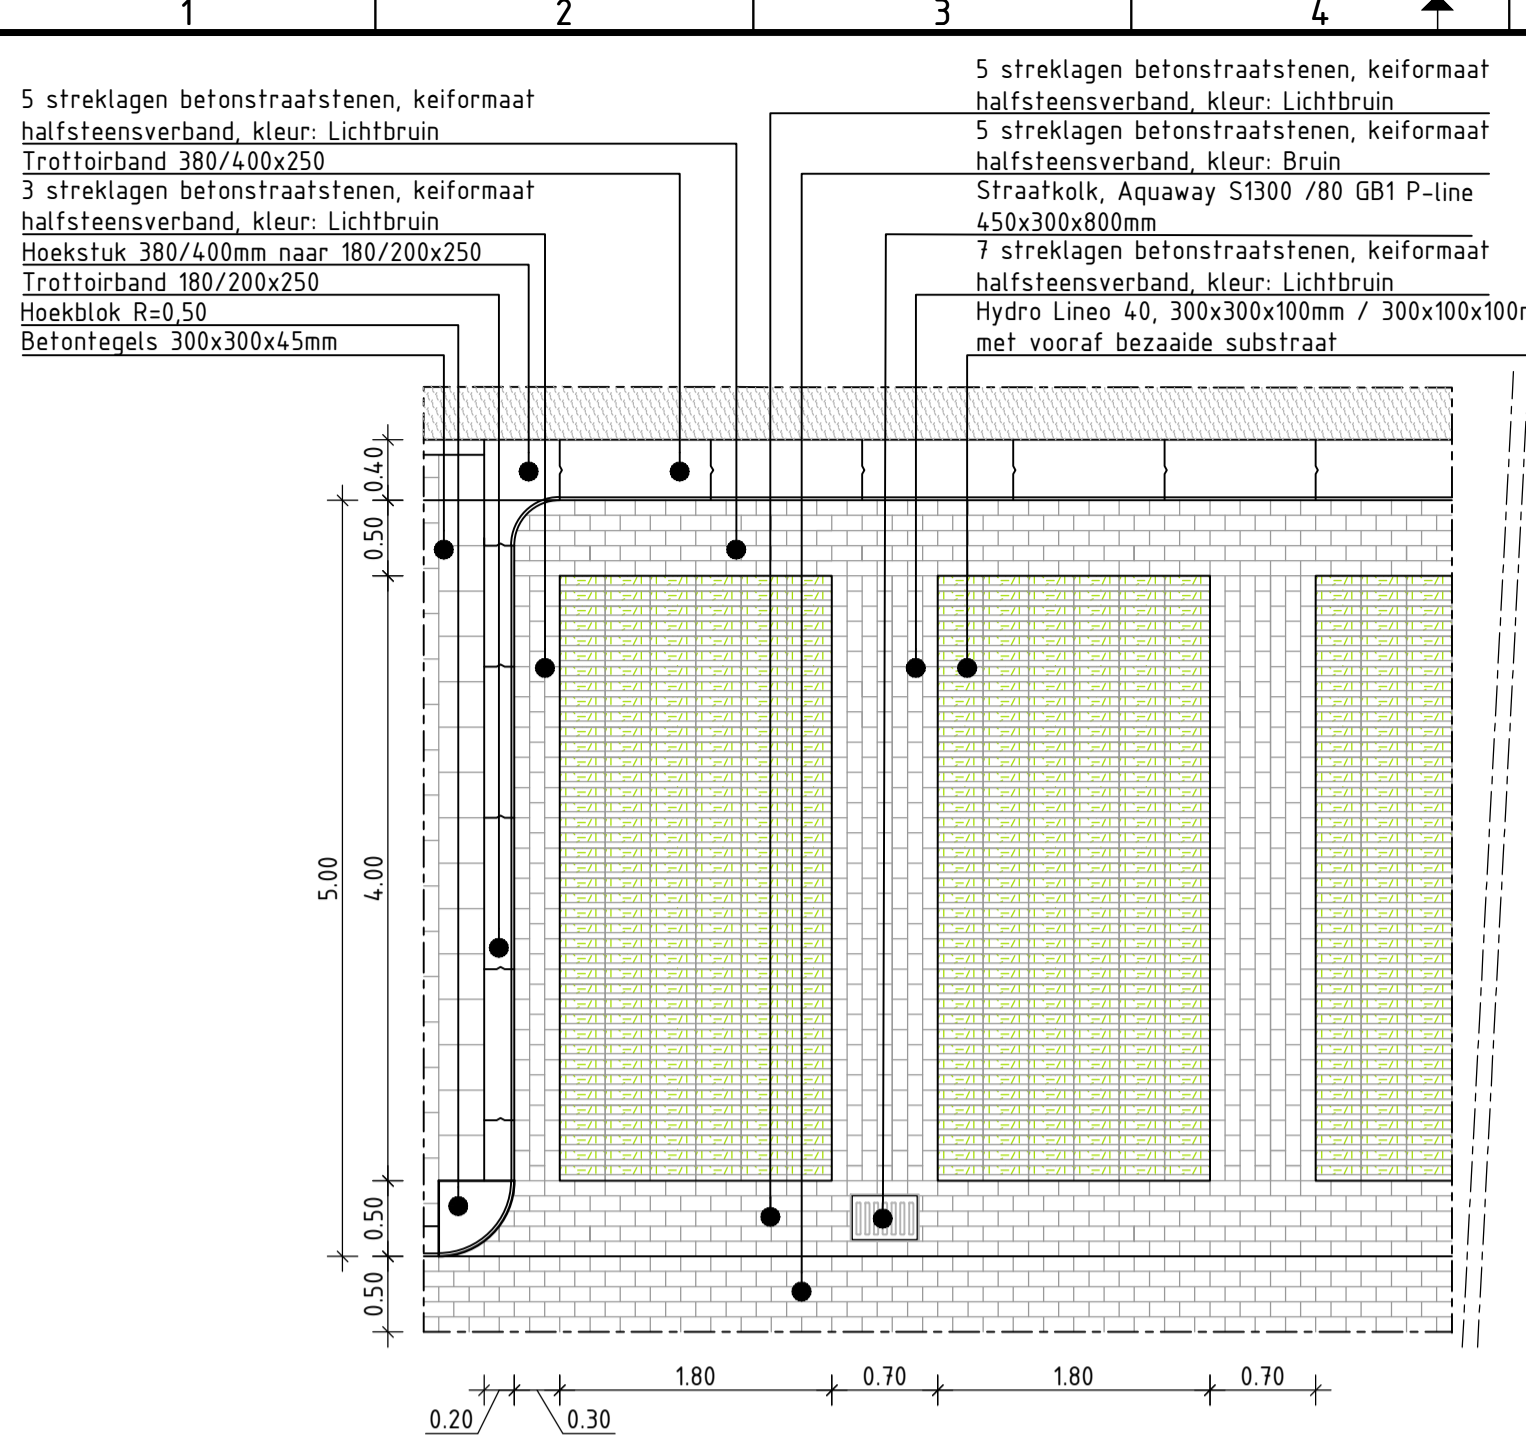 1 2 3 4
5 streklagen betonstraatstenen, keiformaat
halfsteensverband, kleur: Lichtbruin
Trottoirband 380/400x250
3 streklagen betonstraatstenen, keiformaat
halfsteensverband, kleur: Lichtbruin
Hoekstuk 380/400mm naar 180/200x250
Trottoirband 180/200x250
Hoekblok R=0,50
Betontegels 300x300x45mm
5 streklagen betonstraatstenen, keiformaat
halfsteensverband, kleur: Lichtbruin
5 streklagen betonstraatstenen, keiformaat
halfsteensverband, kleur: Bruin
Straatkolk, Aquaway S1300 /80 GB1 P-line
450x300x800mm
7 streklagen betonstraatstenen, keiformaat
halfsteensverband, kleur: Lichtbruin
Hydro Lineo 40, 300x300x100mm / 300x100x100
met vooraf bezaaide substraat
0.40
0.50
5.00
4.00
0.50
0.50
1.80
0.70
1.80
0.70
0.20
0.30